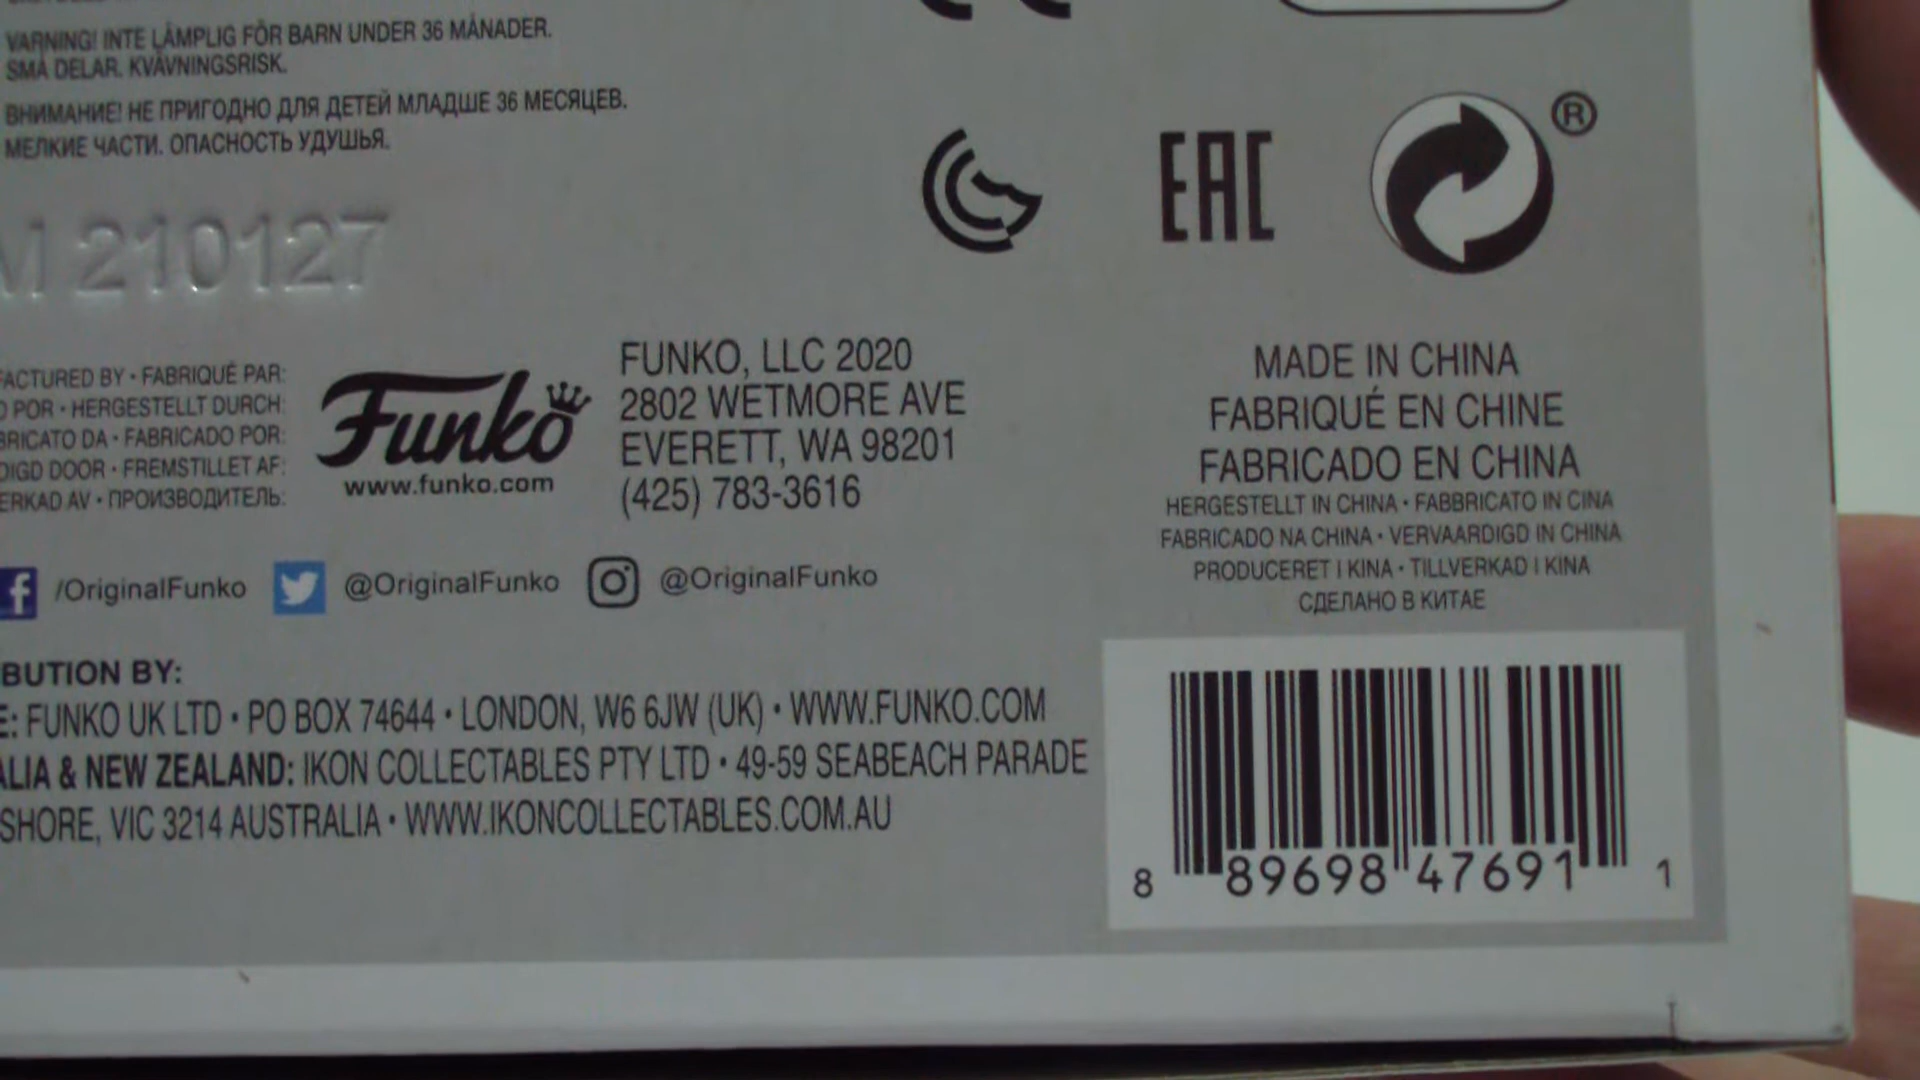 VARNING! INTE LÄMPLIG FÖR BARN UNDER 36 MÅNADER.
SMÅ DELAR. KVÄVNINGSRISK.
ВНИМАНИЕ! НЕ ПРИГОДНО ДЛЯ ДЕТЕЙ МЛАДШЕ 36 МЕСЯЦЕВ.
МЕЛКИЕ ЧАСТИ. ОПАСНОСТЬ УДУШЬЯ.
EAC
®
210127
FACTURED BY • FABRIQUÉ PAR:
O POR • HERGESTELLT DURCH:
BRICATO DA • FABRICADO POR:
DIGD DOOR • FREMSTILLET AF:
ERKAD AV • ПРОИЗВОДИТЕЛЬ:
Funko
www.funko.com
FUNKO, LLC 2020
2802 WETMORE AVE
EVERETT, WA 98201
(425) 783-3616
MADE IN CHINA
FABRIQUÉ EN CHINE
FABRICADO EN CHINA
HERGESTELLT IN CHINA • FABBRICATO IN CINA
FABRICADO NA CHINA • VERVAARDIGD IN CHINA
PRODUCERET I KINA • TILLVERKAD I KINA
СДЕЛАНО В КИТАЕ
f /OriginalFunko @OriginalFunko @OriginalFunko
BUTION BY:
E: FUNKO UK LTD • PO BOX 74644 • LONDON, W6 6JW (UK) • WWW.FUNKO.COM
ALIA & NEW ZEALAND: IKON COLLECTABLES PTY LTD • 49-59 SEABEACH PARADE
SHORE, VIC 3214 AUSTRALIA • WWW.IKONCOLLECTABLES.COM.AU
8 89698 47691 1